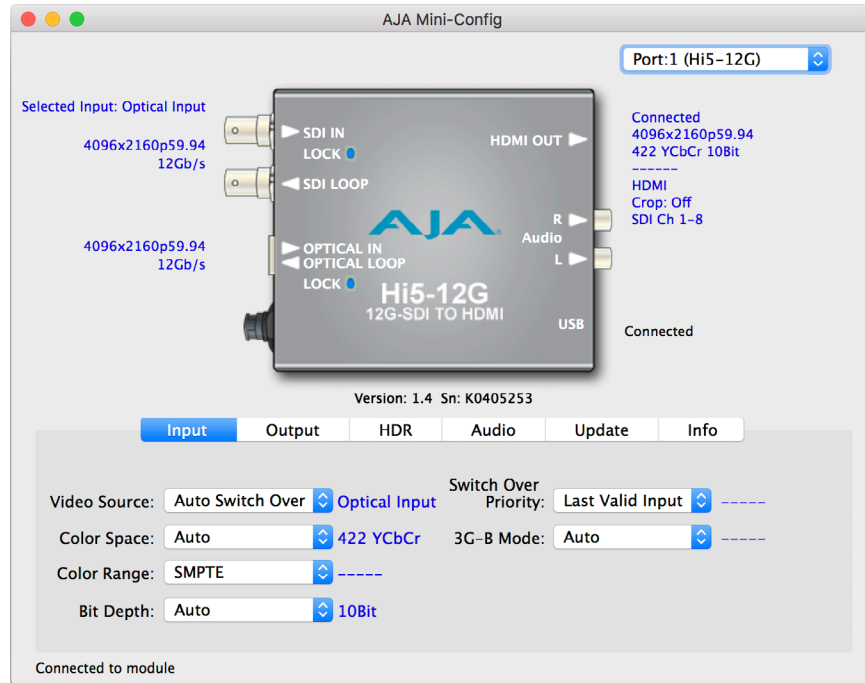 AJA Mini-Config
Port:1 (Hi5-12G)
Selected Input: Optical Input
4096x2160p59.94
12Gb/s
4096x2160p59.94
12Gb/s
SDI IN
LOCK
SDI LOOP
HDMI OUT
AJA
R
Audio
L
OPTICAL IN
OPTICAL LOOP
LOCK
Hi5-12G
12G-SDI TO HDMI
USB
Connected
4096x2160p59.94
422 YCbCr 10Bit
------
HDMI
Crop: Off
SDI Ch 1-8
Connected
Version: 1.4 Sn: K0405253
Input Output HDR Audio Update Info
Video Source: Auto Switch Over Optical Input
Color Space: Auto 422 YCbCr
Color Range: SMPTE -----
Bit Depth: Auto 10Bit
Switch Over
Priority: Last Valid Input -----
3G-B Mode: Auto -----
Connected to module